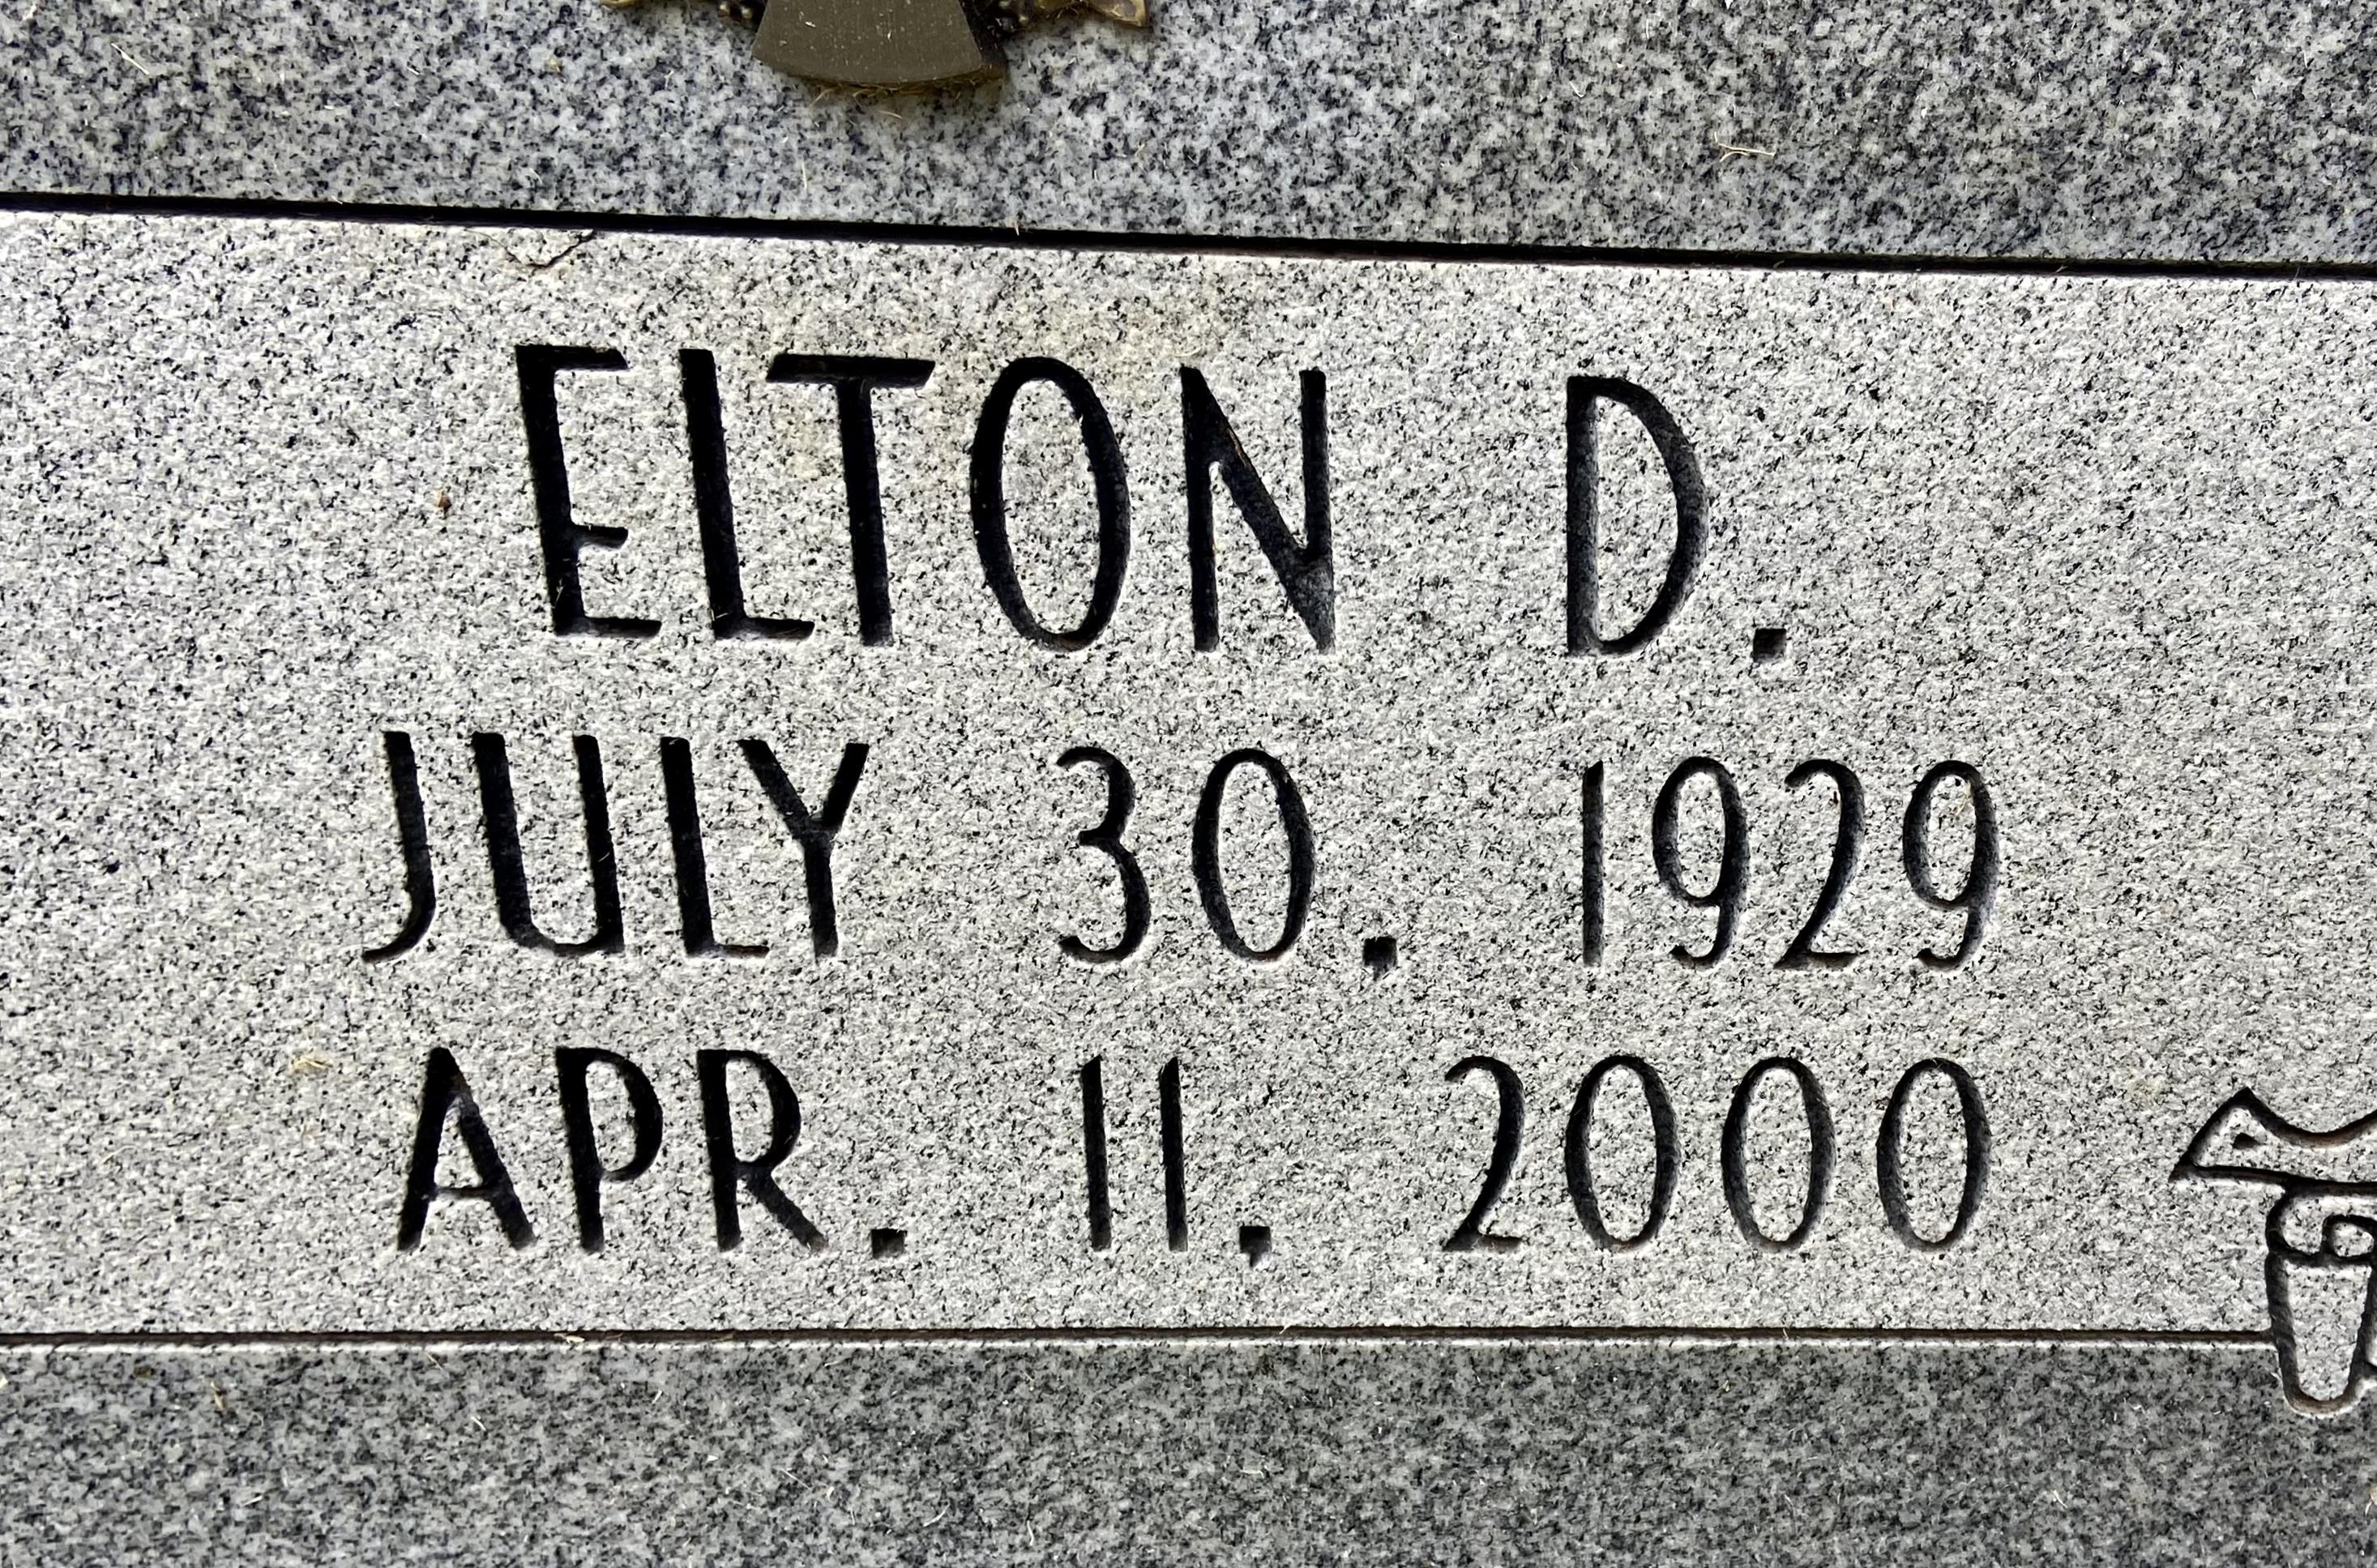 ELTON D.
JULY 30, 1929
APR. 11, 2000